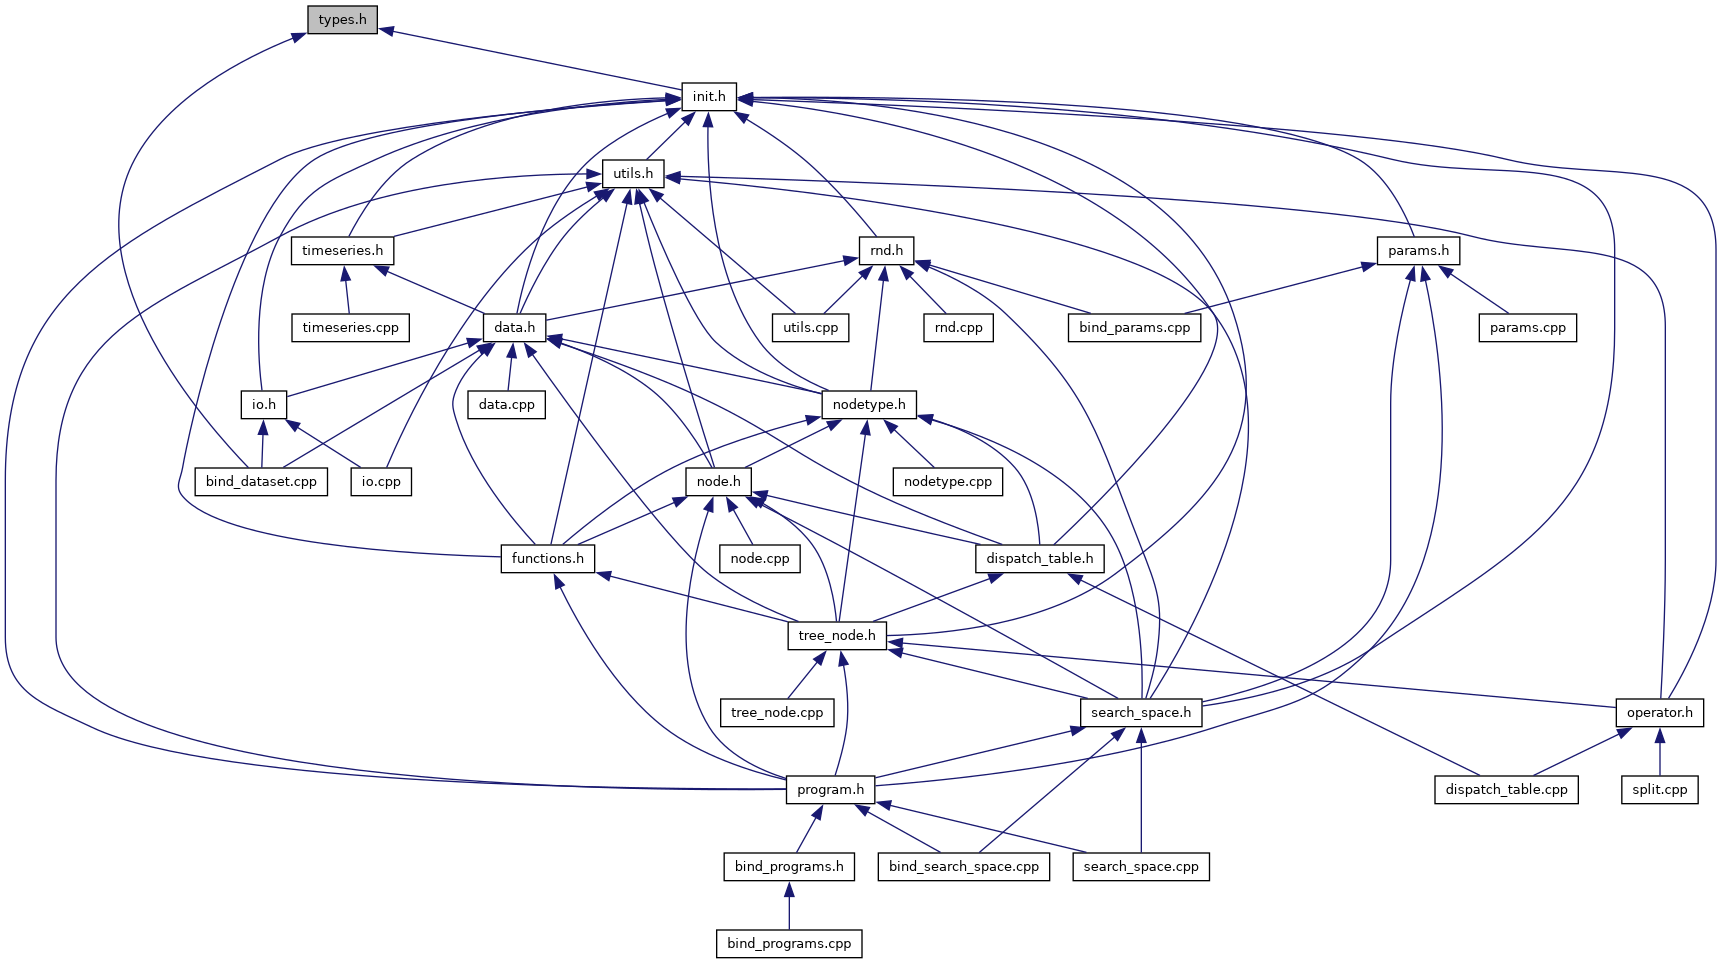 types.h
init.h
utils.h
timeseries.h
rnd.h
params.h
timeseries.cpp
data.h
utils.cpp
rnd.cpp
bind_params.cpp
params.cpp
io.h
data.cpp
nodetype.h
bind_dataset.cpp
io.cpp
node.h
nodetype.cpp
functions.h
node.cpp
dispatch_table.h
tree_node.h
tree_node.cpp
search_space.h
operator.h
program.h
dispatch_table.cpp
split.cpp
bind_programs.h
bind_search_space.cpp
search_space.cpp
bind_programs.cpp